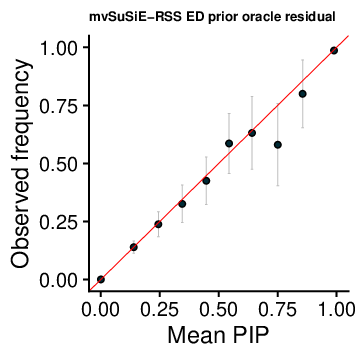 mvSuSiE−RSS ED prior oracle residual
Observed frequency
1.00
0.75
0.50
0.25
0.00
0.00 0.25 0.50 0.75 1.00
Mean PIP